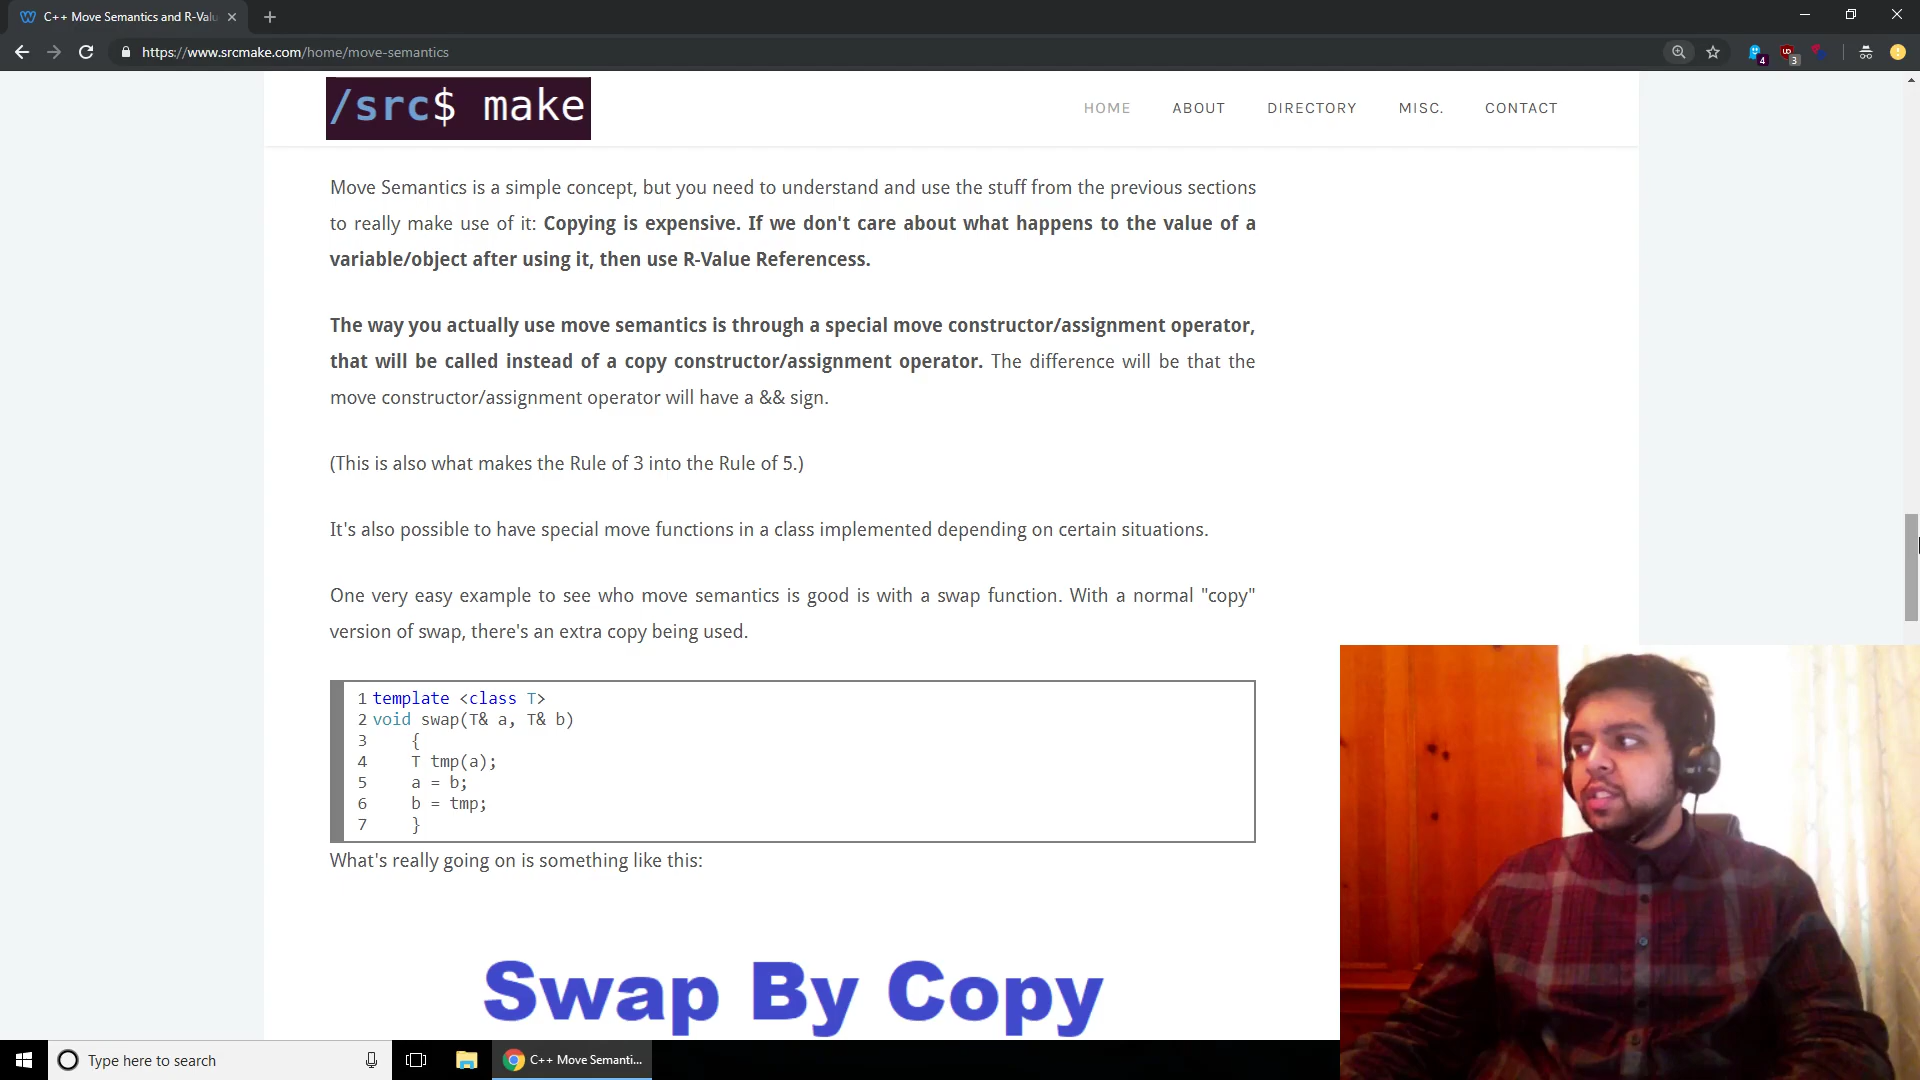 C++ Move Semantics and R-Valu
https://www.srcmake.com/home/move-semantics
4
3
/src$ make
HOME ABOUT DIRECTORY MISC. CONTACT
Move Semantics is a simple concept, but you need to understand and use the stuff from the previous sections
to really make use of it: Copying is expensive. If we don't care about what happens to the value of a
variable/object after using it, then use R-Value Referencess.
The way you actually use move semantics is through a special move constructor/assignment operator,
that will be called instead of a copy constructor/assignment operator. The difference will be that the
move constructor/assignment operator will have a && sign.
(This is also what makes the Rule of 3 into the Rule of 5.)
It's also possible to have special move functions in a class implemented depending on certain situations.
One very easy example to see who move semantics is good is with a swap function. With a normal "copy"
version of swap, there's an extra copy being used.
1 template <class T>
2 void swap(T& a, T& b)
3 {
4 T tmp(a);
5 a = b;
6 b = tmp;
7 }
What's really going on is something like this:
Swap By Copy
Type here to search
C++ Move Semanti...